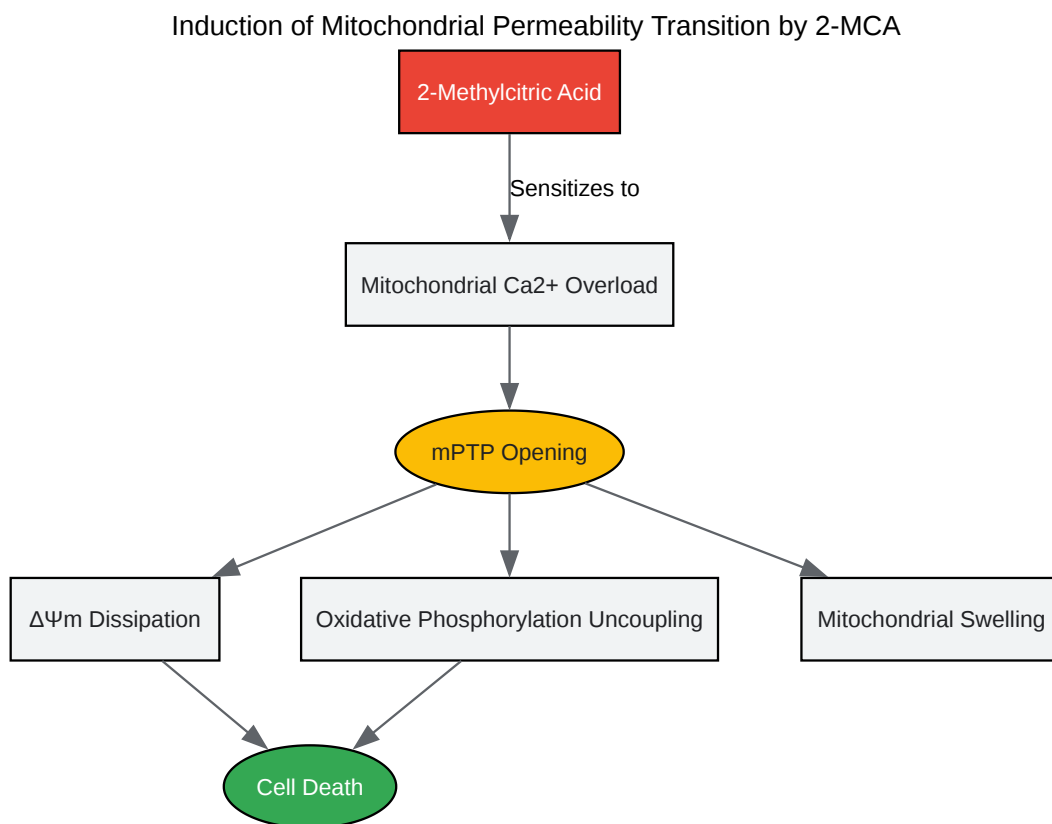 Induction of Mitochondrial Permeability Transition by 2-MCA
2-Methylcitric Acid
Sensitizes to
Mitochondrial Ca2+ Overload
mPTP Opening
ΔΨm Dissipation
Oxidative Phosphorylation Uncoupling
Mitochondrial Swelling
Cell Death